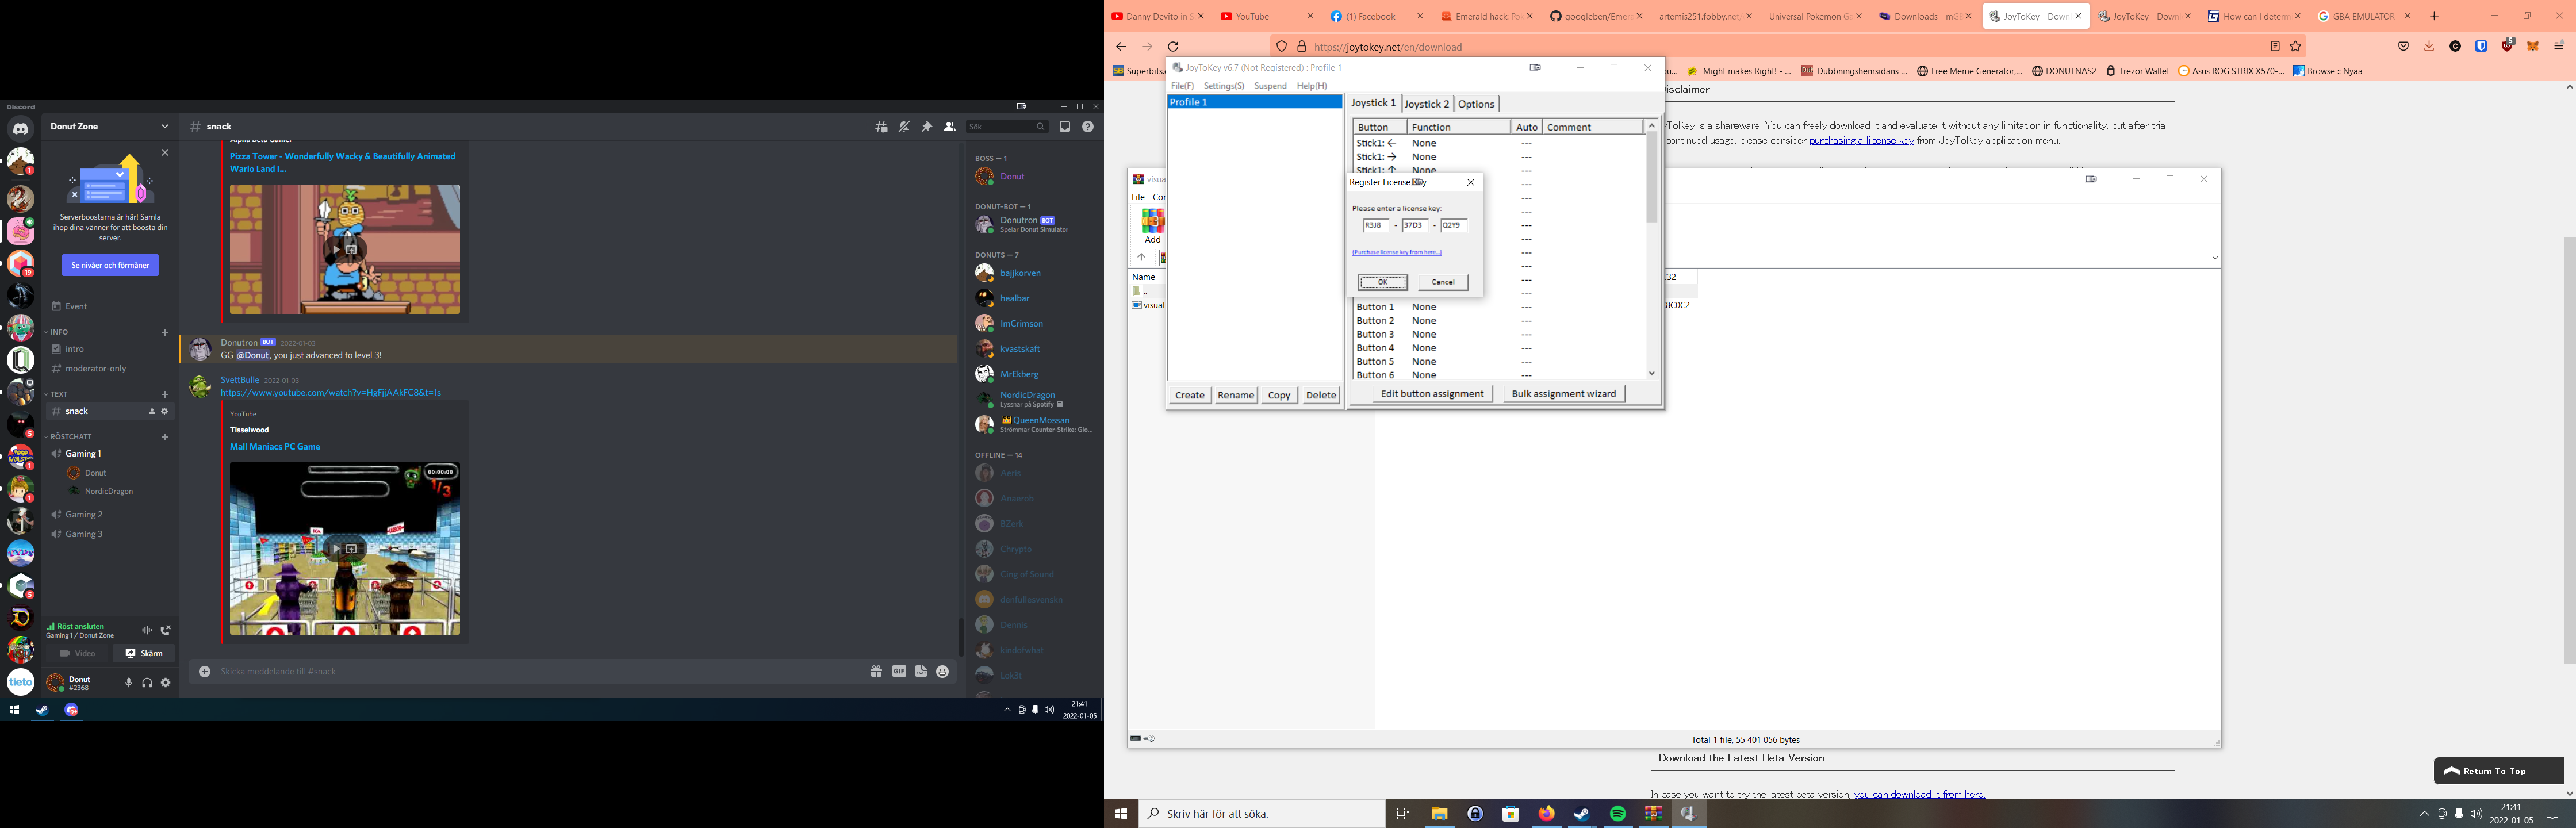 Discord
Donut Zone
Serverboostarna är här! Samla
ihop dina vänner för att boosta din
server.
Se nivåer och förmåner
Event
INFO
intro
moderator-only
TEXT
snack
RÖSTCHATT
Gaming 1
Donut
NordicDragon
Gaming 2
Gaming 3
Röst ansluten
Gaming 1 / Donut Zone
Video
Skärm
Donut
#2368
tieto
# snack
Sök
Pizza Tower - Wonderfully Wacky & Beautifully Animated
Wario Land I...
Donutron BOT 2022-01-03
GG @Donut, you just advanced to level 3!
SvettBulle 2022-01-03
https://www.youtube.com/watch?v=HgFjjAAkFC8&t=1s
YouTube
Tisselwood
Mall Maniacs PC Game
00:00:00
1/3
Skicka meddelande till #snack
GIF
BOSS — 1
Donut
DONUT-BOT — 1
Donutron BOT
Spelar Donut Simulator
DONUTS — 7
bajjkorven
healbar
ImCrimson
kvastskaft
MrEkberg
NordicDragon
Lyssnar på Spotify
QueenMossan
Strömmar Counter-Strike: Glo...
OFFLINE — 14
Aeris
Anaerob
BZerk
Chrypto
Cing of Sound
denfullesvensken
Dennis
kindofwhat
Lok3t
21:41
2022-01-05
Danny Devito in S
YouTube
(1) Facebook
Emerald hack: Po
googleben/Emer
artemis251.fobby.net/
Universal Pokemon G
Downloads - mG
JoyToKey - Down
JoyToKey - Down
How can I determ
GBA EMULATOR
https://joytokey.net/en/download
Superbits.
Might makes Right! - ...
Dubbningshemsidans ...
Free Meme Generator,...
DONUTNAS2
Trezor Wallet
Asus ROG STRIX X570-...
Browse :: Nyaa
isclaimer
yToKey is a shareware. You can freely download it and evaluate it without any limitation in functionality, but after trial
continued usage, please consider purchasing a license key from JoyToKey application menu.
JoyToKey v6.7 (Not Registered) : Profile 1
File(F) Settings(S) Suspend Help(H)
Profile 1
Create Rename Copy Delete
Joystick 1 Joystick 2 Options
Button Function Auto Comment
Stick1: ← None ---
Stick1: → None ---
Stick1: ↑ None ---
Button 1 None ---
Button 2 None ---
Button 3 None ---
Button 4 None ---
Button 5 None ---
Button 6 None ---
Edit button assignment Bulk assignment wizard
Register License Key
Please enter a license key:
R3J8 - 37D3 - Q2Y9
(Purchase license key from here...)
OK Cancel
visua
File Co
Add
Name
..
visual
C32
8C0C2
Total 1 file, 55 401 056 bytes
Download the Latest Beta Version
In case you want to try the latest beta version, you can download it from here.
Return To Top
Skriv här för att söka.
21:41
2022-01-05